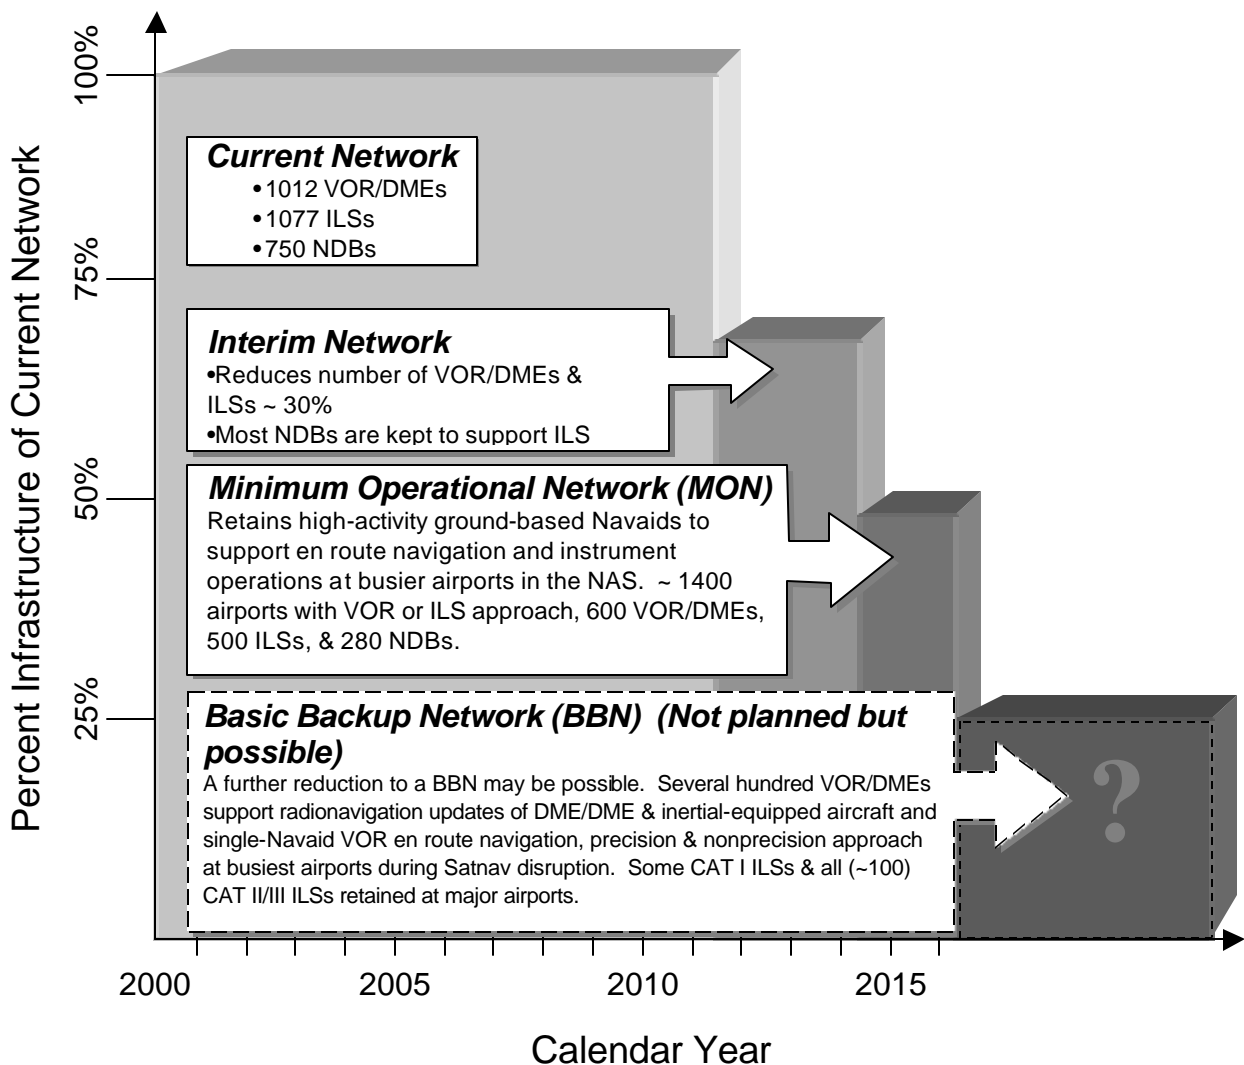 100%
75%
50%
25%
Percent Infrastructure of Current Network
Current Network
•1012 VOR/DMEs
•1077 ILSs
•750 NDBs
Interim Network
•Reduces number of VOR/DMEs &
ILSs ~ 30%
•Most NDBs are kept to support ILS
Minimum Operational Network (MON)
Retains high-activity ground-based Navaids to
support en route navigation and instrument
operations at busier airports in the NAS. ~ 1400
airports with VOR or ILS approach, 600 VOR/DMEs,
500 ILSs, & 280 NDBs.
Basic Backup Network (BBN) (Not planned but
possible)
A further reduction to a BBN may be possible. Several hundred VOR/DMEs
support radionavigation updates of DME/DME & inertial-equipped aircraft and
single-Navaid VOR en route navigation, precision & nonprecision approach
at busiest airports during Satnav disruption. Some CAT I ILSs & all (~100)
CAT II/III ILSs retained at major airports.
?
2000 2005 2010 2015
Calendar Year